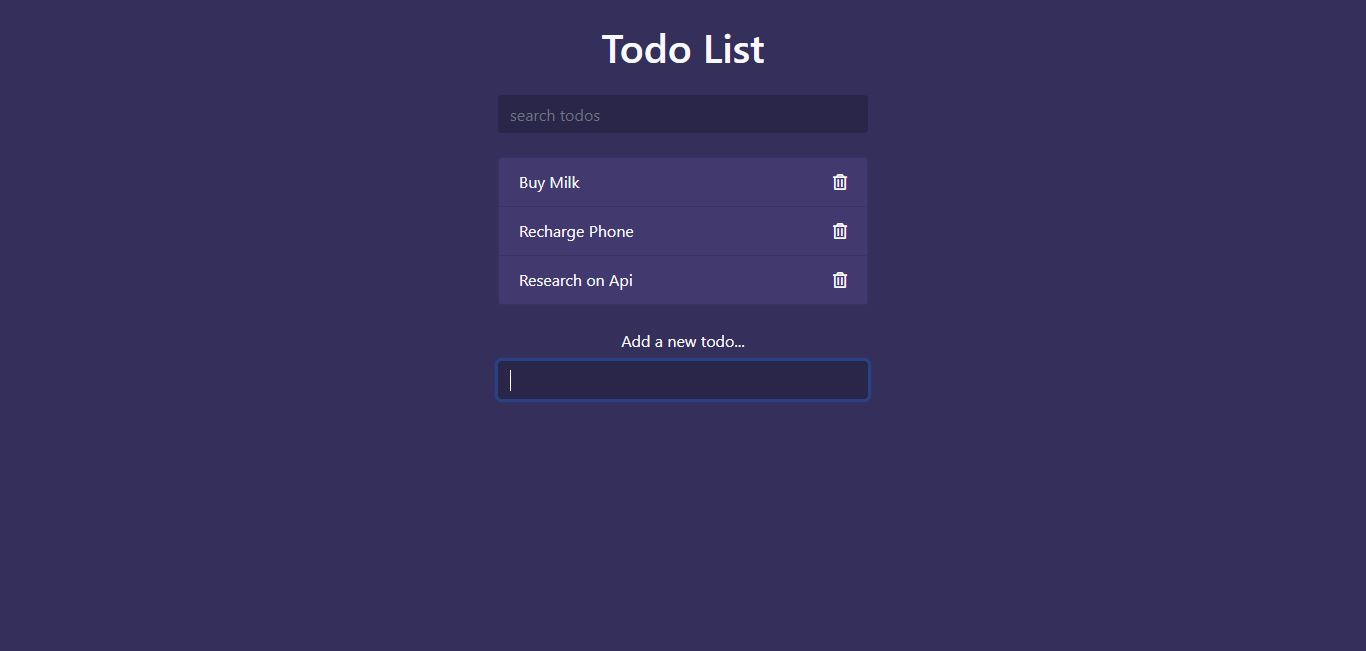 Todo List
search todos
Buy Milk
Recharge Phone
Research on Api
Add a new todo...